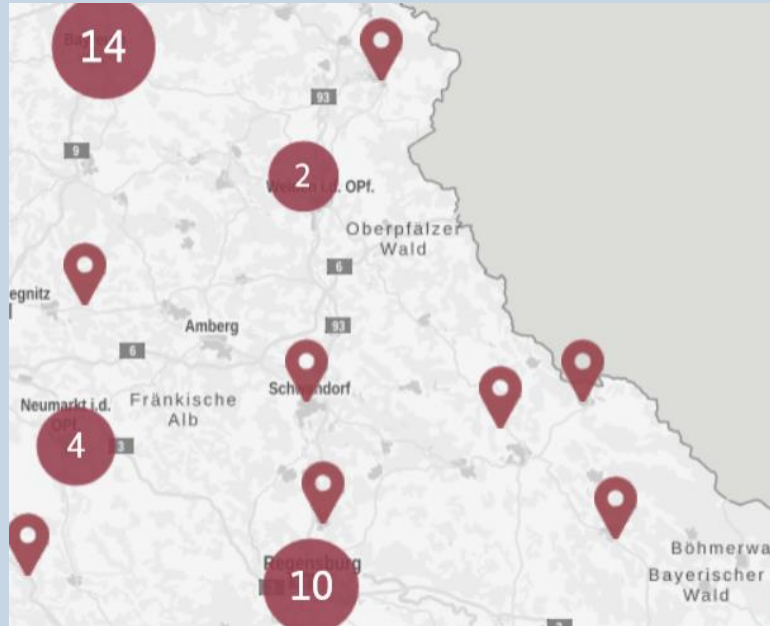 14
93
9
2
Weiden i.d. OPf.
Oberpfälzer
Wald
6
egnitz
93
Amberg
6
Schwandorf
Fränkische
Alb
Neumarkt i.d.
OPf.
4
3
Regensburg
10
Böhmerwa
Bayerischer
Wald
3